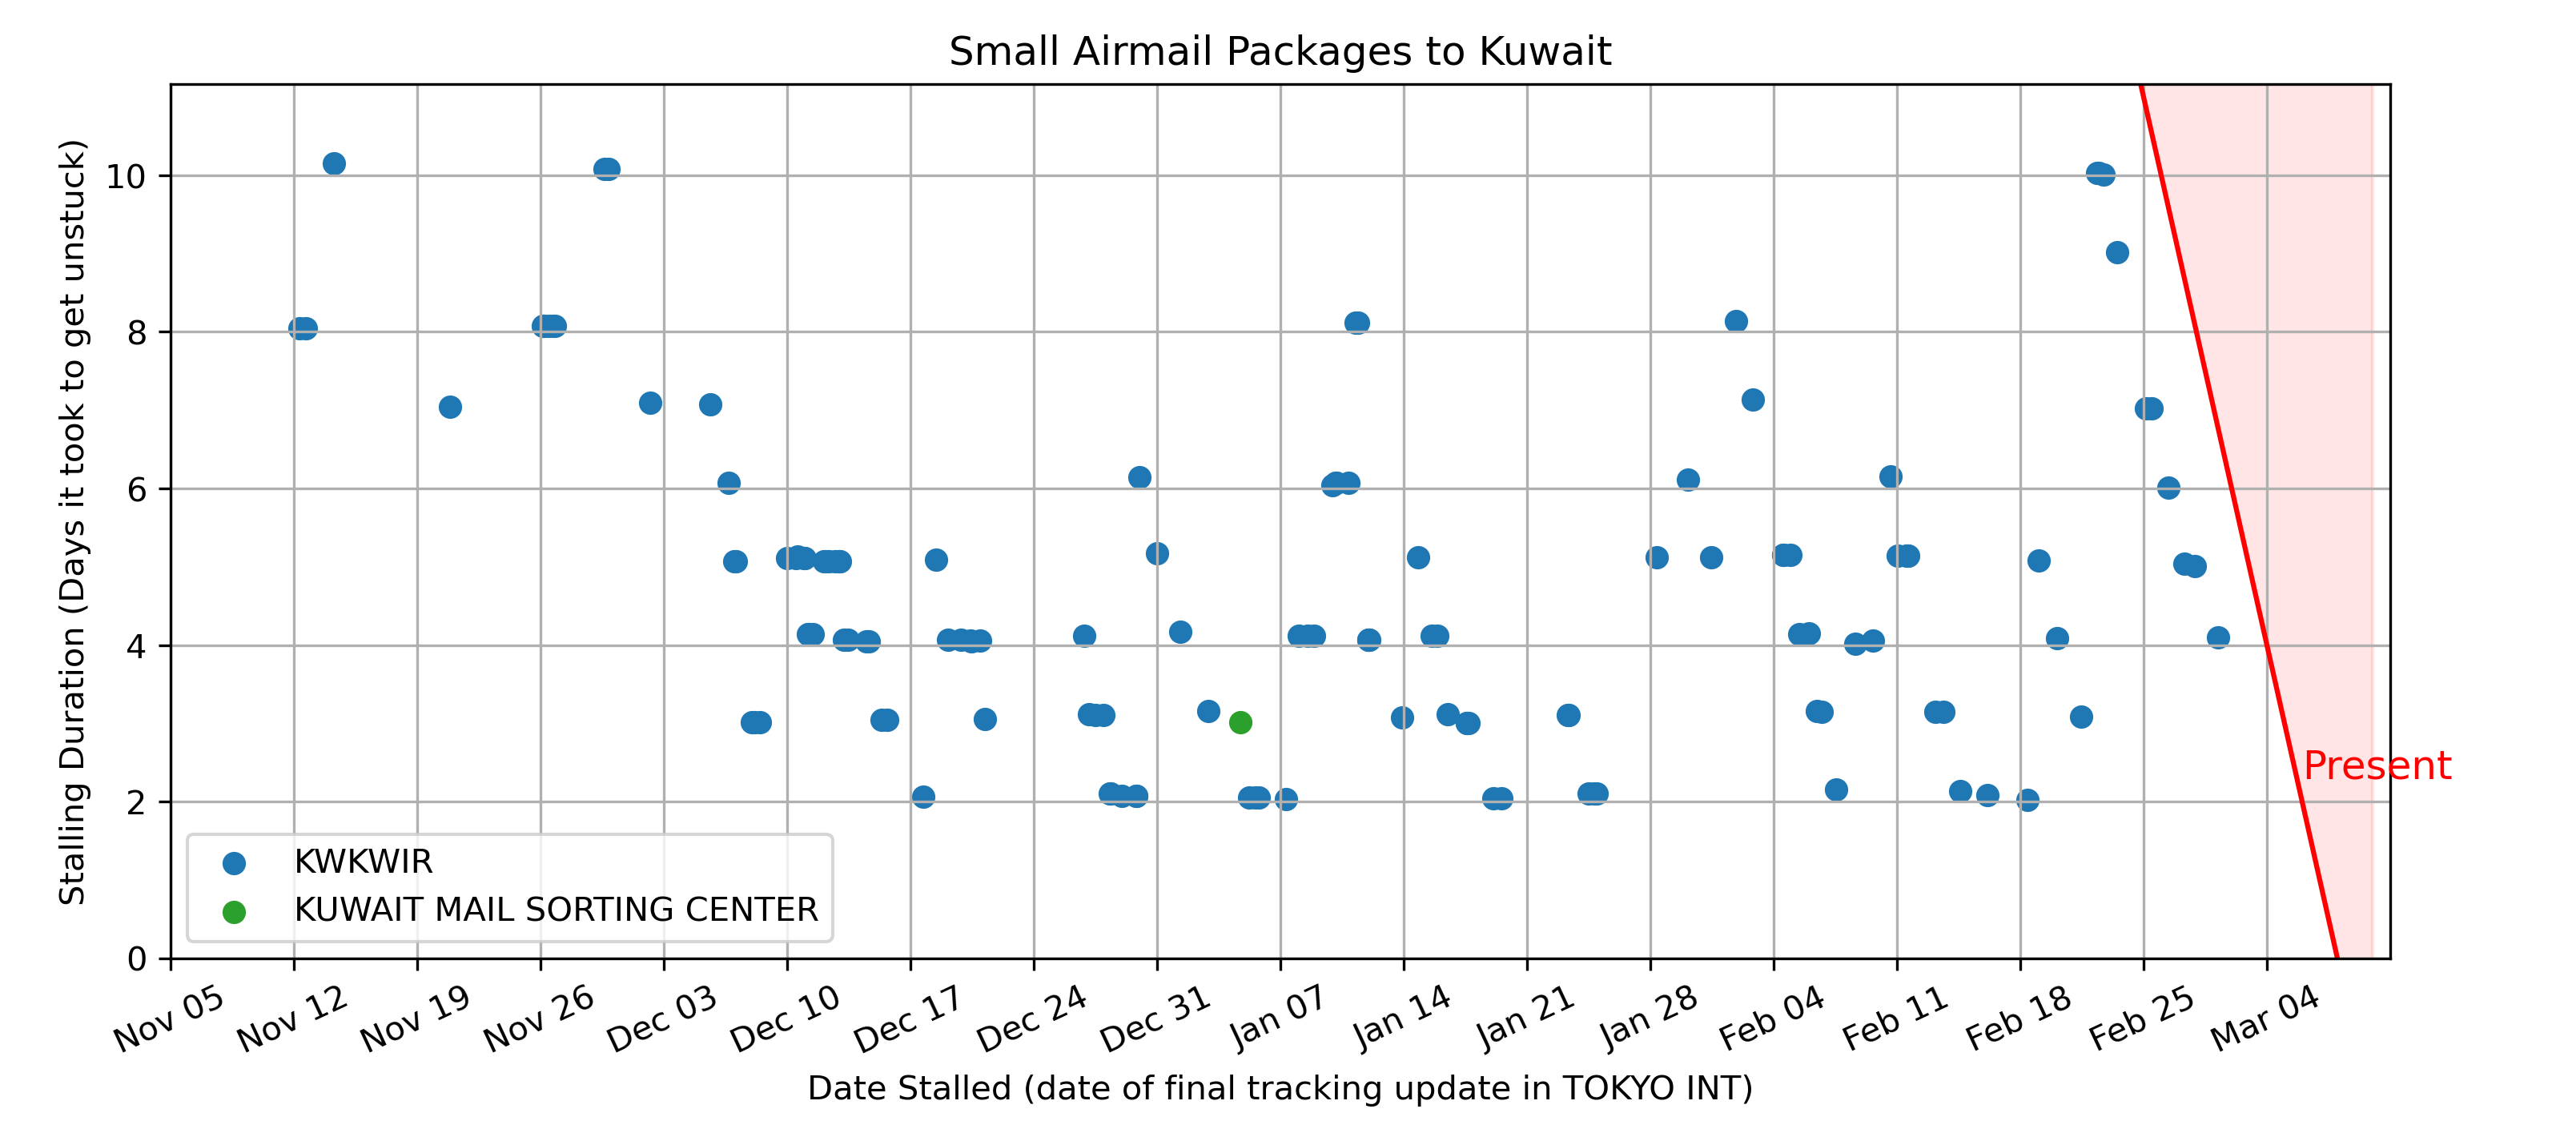 Small Airmail Packages to Kuwait
Stalling Duration (Days it took to get unstuck)
10
8
6
4
2
0
Present
KWKWIR
KUWAIT MAIL SORTING CENTER
Nov 05
Nov 12
Nov 19
Nov 26
Dec 03
Dec 10
Dec 17
Dec 24
Dec 31
Jan 07
Jan 14
Jan 21
Jan 28
Feb 04
Feb 11
Feb 18
Feb 25
Mar 04
Date Stalled (date of final tracking update in TOKYO INT)